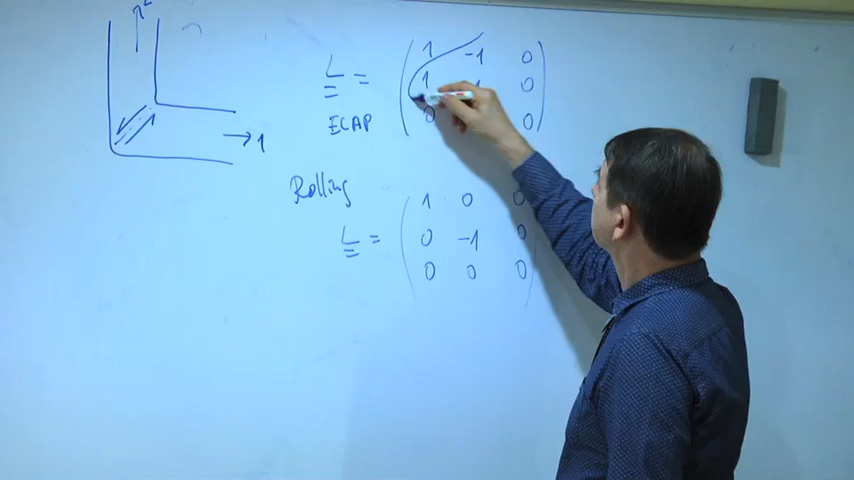 2
L = ( 1 -1 0
1 -1 0
0 0 )
ECAP
1
Rolling
L = ( 1 0 0
0 -1 0
0 0 0 )